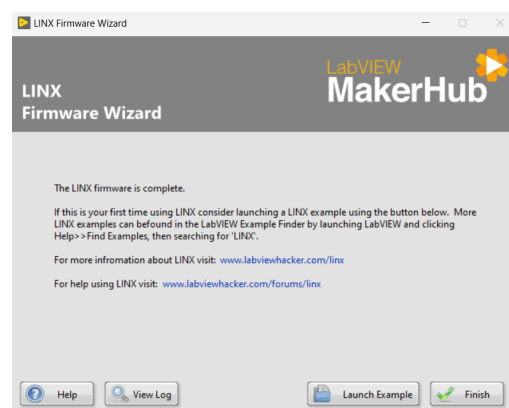 LINX Firmware Wizard
LabVIEW
MakerHub
LINX
Firmware Wizard
The LINX firmware is complete.
If this is your first time using LINX consider launching a LINX example using the button below. More
LINX examples can befound in the LabVIEW Example Finder by launching LabVIEW and clicking
Help>>Find Examples, then searching for 'LINX'.
For more infromation about LINX visit: www.labviewhacker.com/linx
For help using LINX visit: www.labviewhacker.com/forums/linx
Help View Log Launch Example Finish